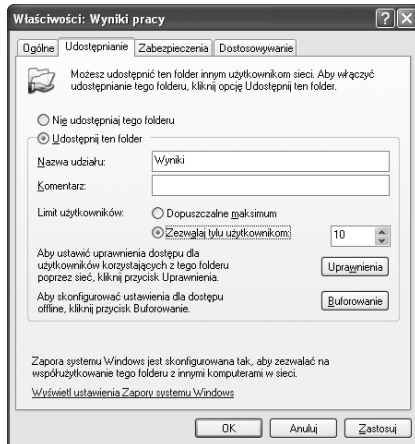 Właściwości: Wyniki pracy
Ogólne Udostępnianie Zabezpieczenia Dostosowywanie
Możesz udostępnić ten folder innym użytkownikom sieci. Aby włączyć
udostępnianie tego folderu, kliknij opcję Udostępnij ten folder.
Nie udostępniaj tego folderu
Udostępnij ten folder
Nazwa udziału: Wyniki
Komentarz:
Limit użytkowników: Dopuszczalne maksimum
Zezwalaj tylu użytkownikom: 10
Aby ustawić uprawnienia dostępu dla
użytkowników korzystających z tego folderu
poprzez sieć, kliknij przycisk Uprawnienia.
Uprawnienia
Aby skonfigurować ustawienia dla dostępu
offline, kliknij przycisk Buforowanie.
Buforowanie
Zapora systemu Windows jest skonfigurowana tak, aby zezwalać na
współużytkowanie tego folderu z innymi komputerami w sieci.
Wyświetl ustawienia Zapory systemu Windows
OK Anuluj Zastosuj